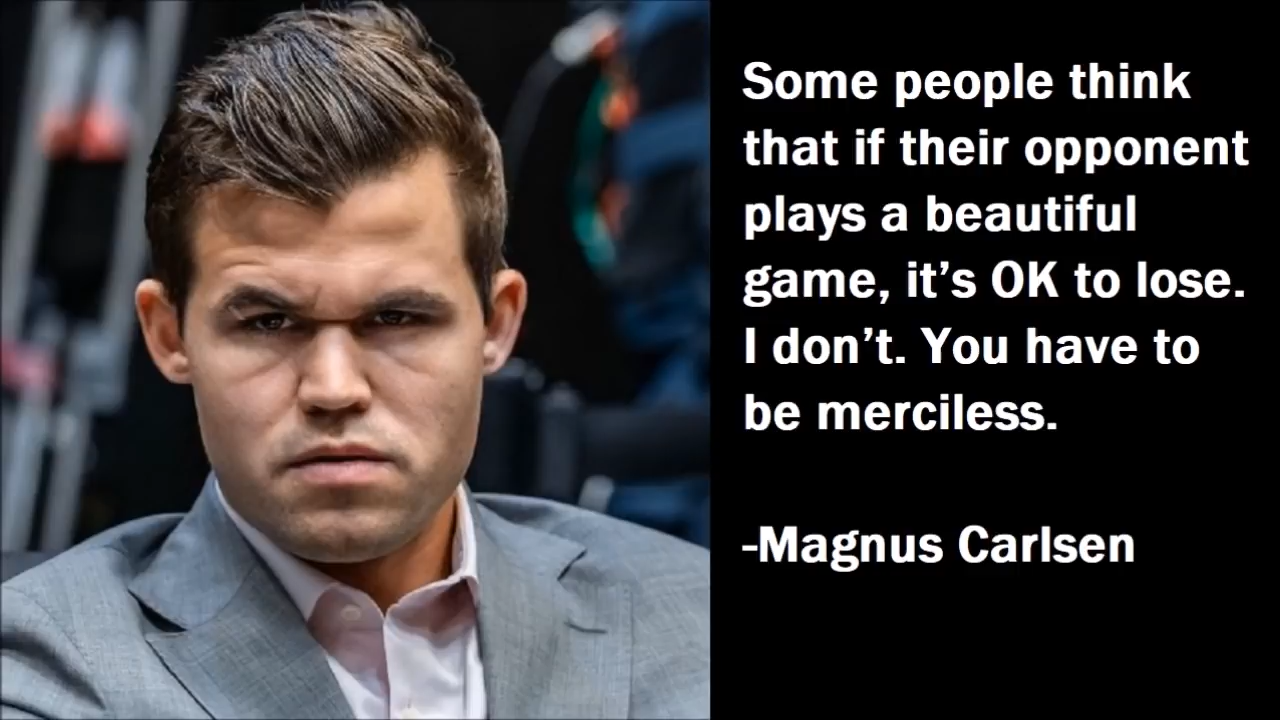 Some people think
that if their opponent
plays a beautiful
game, it’s OK to lose.
I don’t. You have to
be merciless.
-Magnus Carlsen